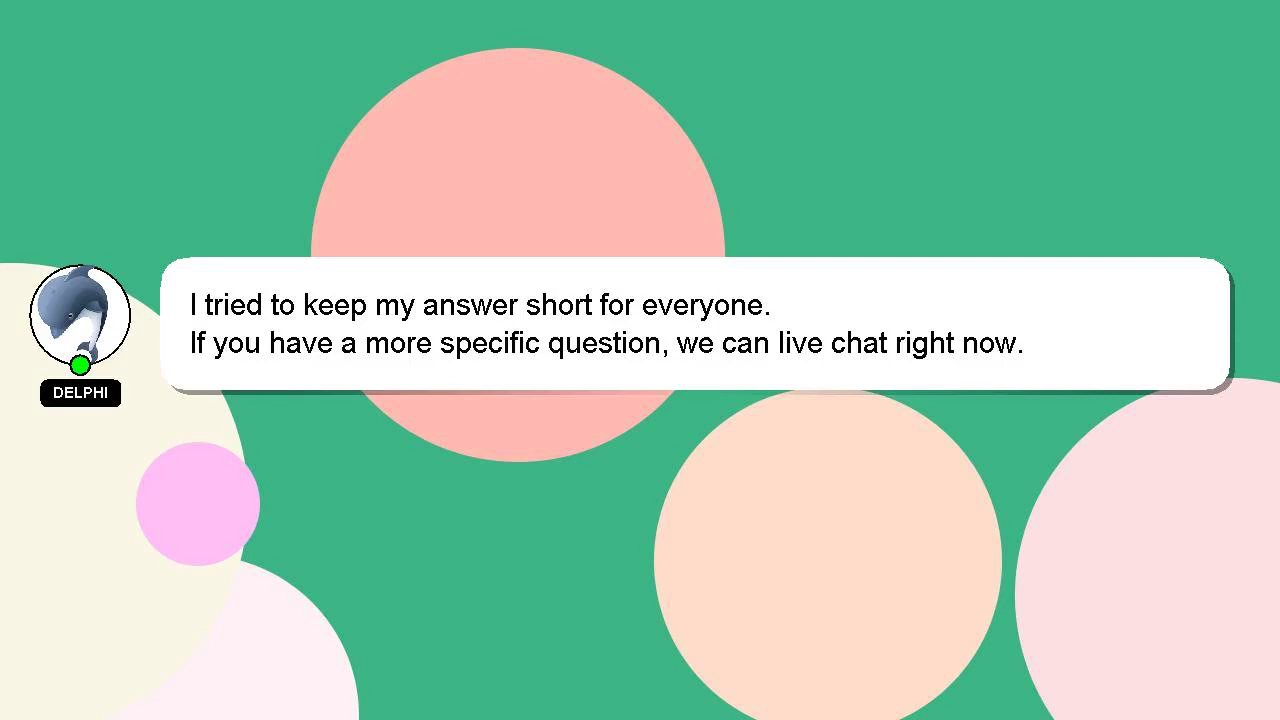 I tried to keep my answer short for everyone.
If you have a more specific question, we can live chat right now.
DELPHI